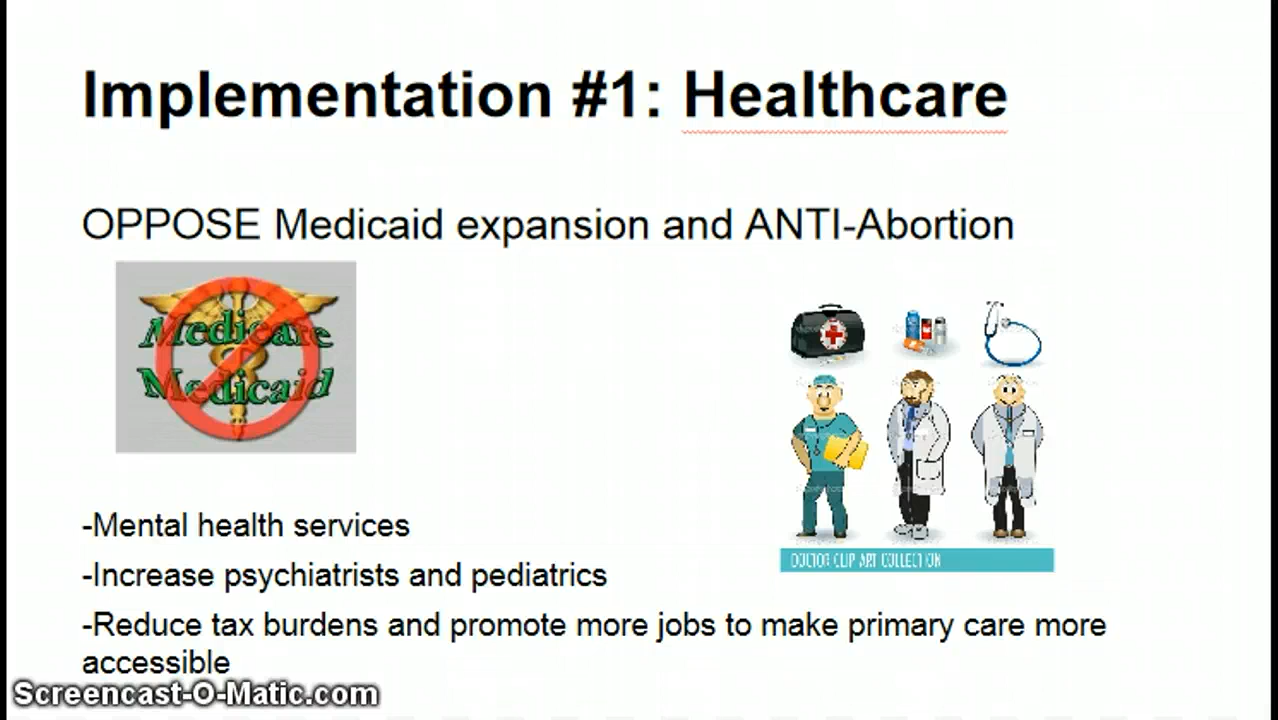 Implementation #1: Healthcare
OPPOSE Medicaid expansion and ANTI-Abortion
Medicare
Medicaid
DOCTOR CLIP ART COLLECTION
-Mental health services
-Increase psychiatrists and pediatrics
-Reduce tax burdens and promote more jobs to make primary care more
accessible
Screencast-O-Matic.com